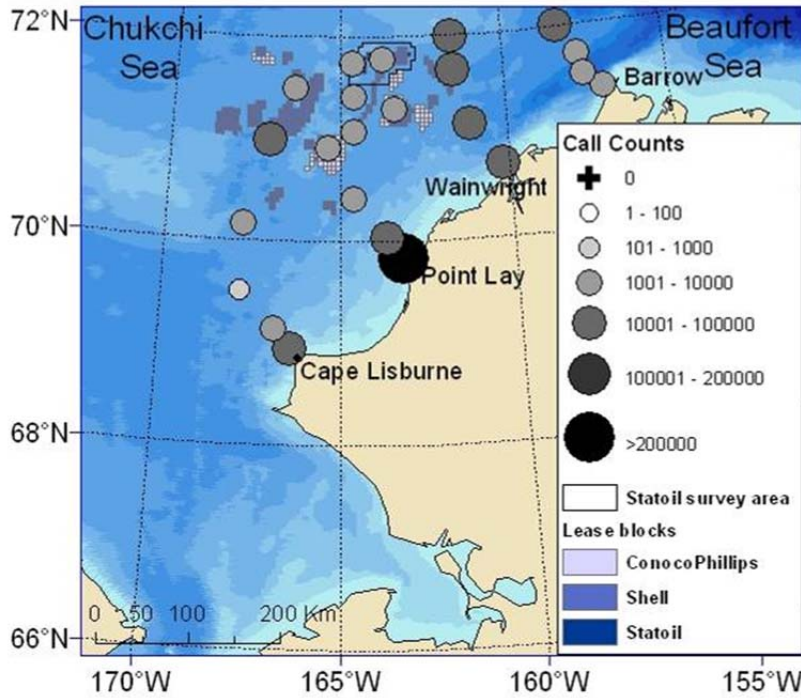 72°N
Chukchi
Sea
Beaufort
Sea
Barrow
Wainwright
70°N
Point Lay
Cape Lisburne
68°N
66°N
0 50 100 200 Km
170°W
165°W
160°W
155°W
Call Counts
0
1 - 100
101 - 1000
1001 - 10000
10001 - 100000
100001 - 200000
>200000
Statoil survey area
Lease blocks
ConocoPhillips
Shell
Statoil